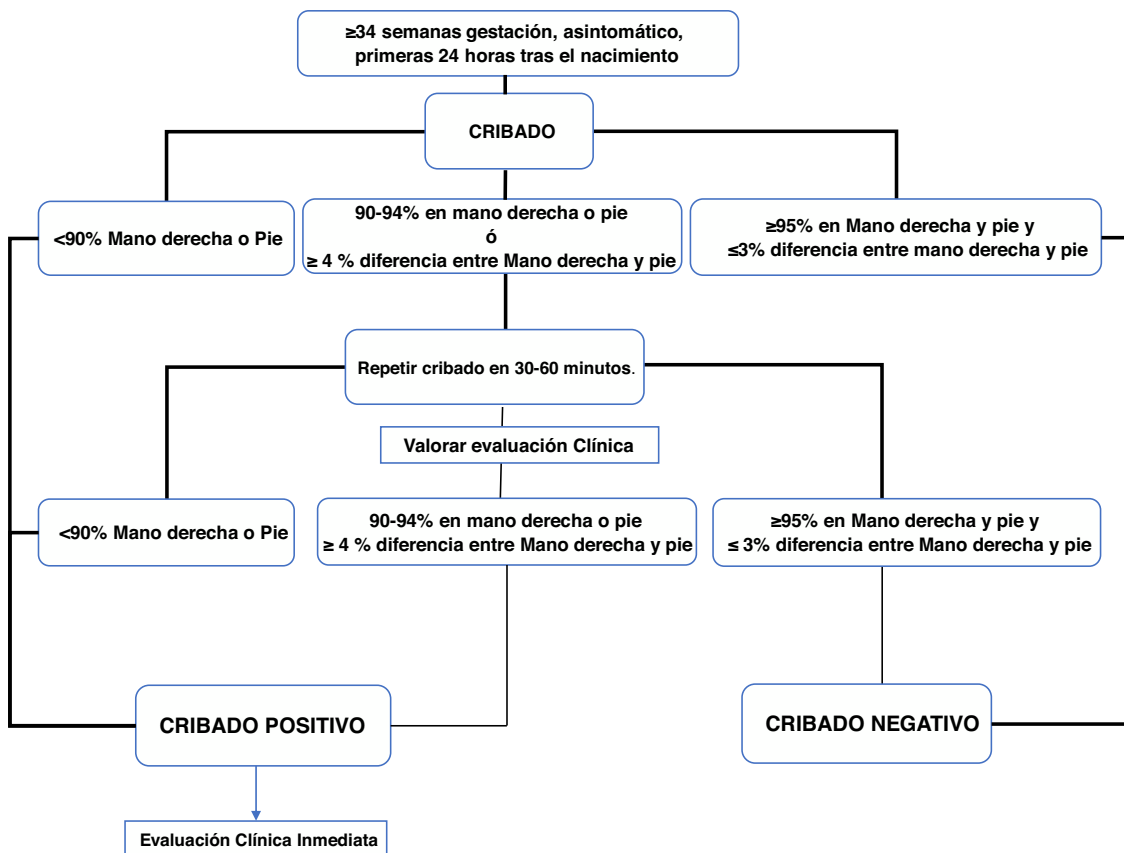 ≥34 semanas gestación, asintomático,
primeras 24 horas tras el nacimiento
CRIBADO
<90% Mano derecha o Pie
90-94% en mano derecha o pie
ó
≥ 4 % diferencia entre Mano derecha y pie
≥95% en Mano derecha y pie y
≤3% diferencia entre mano derecha y pie
Repetir cribado en 30-60 minutos.
Valorar evaluación Clínica
<90% Mano derecha o Pie
90-94% en mano derecha o pie
≥ 4 % diferencia entre Mano derecha y pie
≥95% en Mano derecha y pie y
≤ 3% diferencia entre Mano derecha y pie
CRIBADO POSITIVO
CRIBADO NEGATIVO
Evaluación Clínica Inmediata